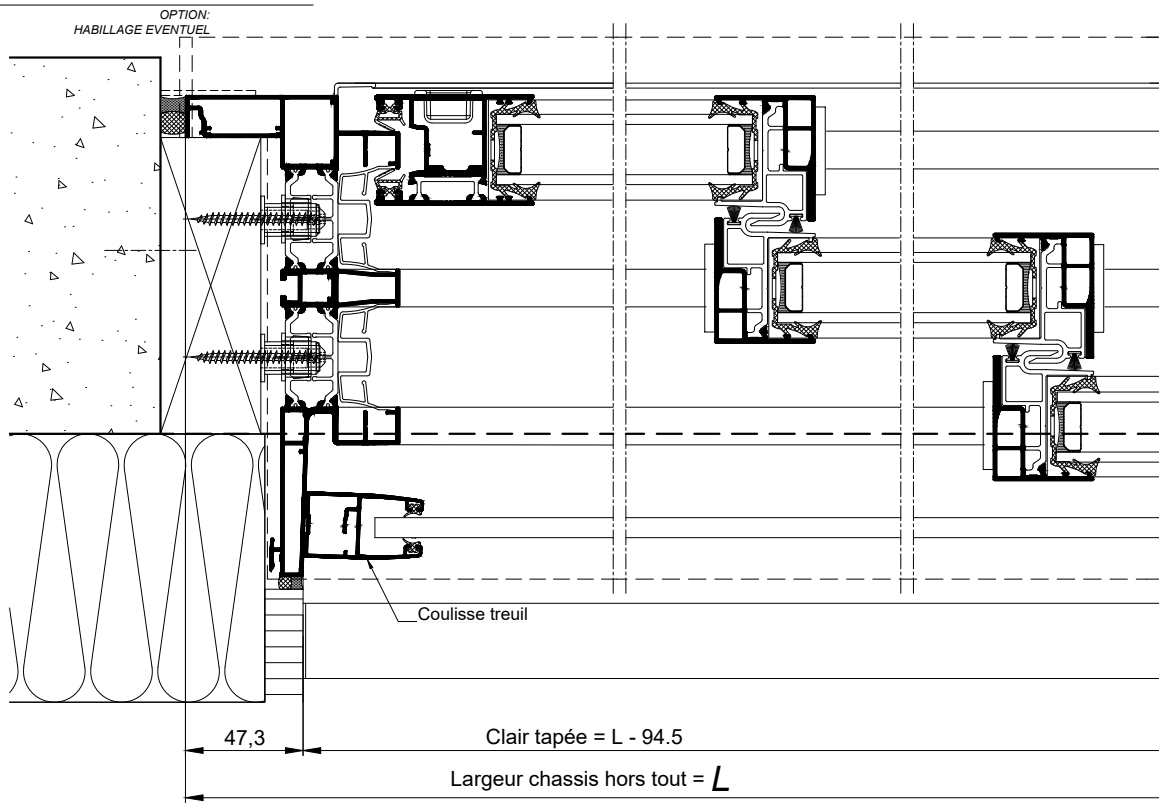 OPTION:
HABILLAGE EVENTUEL
Coulisse treuil
47,3
Clair tapée = L - 94.5
Largeur chassis hors tout = L